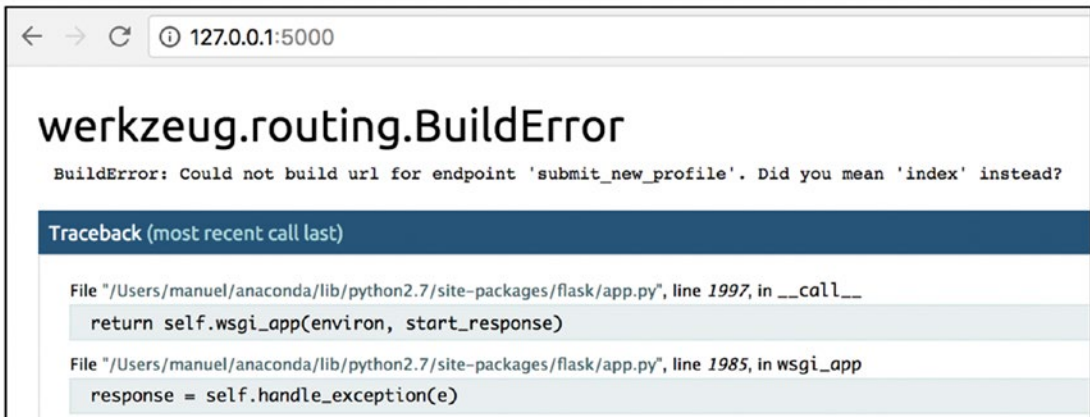 127.0.0.1:5000
werkzeug.routing.BuildError
BuildError: Could not build url for endpoint 'submit_new_profile'. Did you mean 'index' instead?
Traceback (most recent call last)
File "/Users/manuel/anaconda/lib/python2.7/site-packages/flask/app.py", line 1997, in __call__
return self.wsgi_app(environ, start_response)
File "/Users/manuel/anaconda/lib/python2.7/site-packages/flask/app.py", line 1985, in wsgi_app
response = self.handle_exception(e)